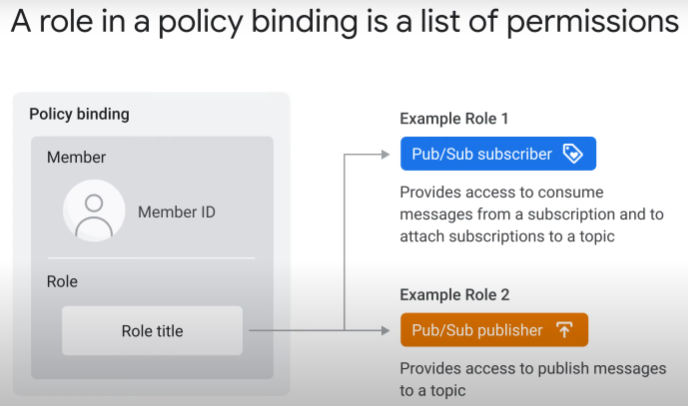 A role in a policy binding is a list of permissions
Policy binding
Member
Member ID
Role
Role title
Example Role 1
Pub/Sub subscriber
Provides access to consume
messages from a subscription and to
attach subscriptions to a topic
Example Role 2
Pub/Sub publisher
Provides access to publish messages
to a topic